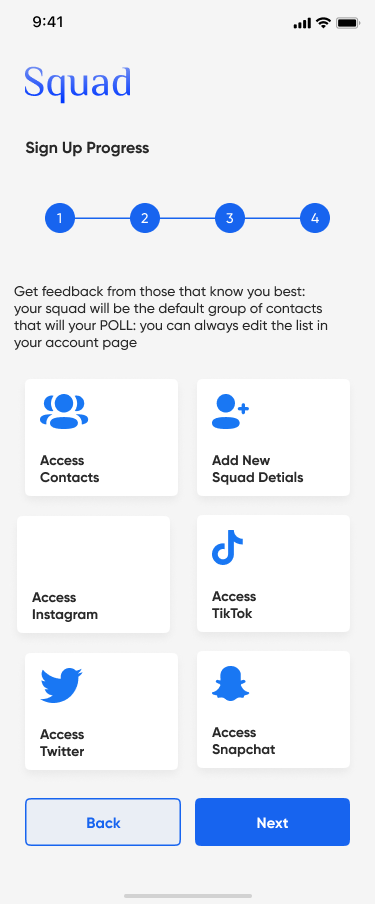 9:41
Squad
Sign Up Progress
1 2 3 4
Get feedback from those that know you best:
your squad will be the default group of contacts
that will your POLL: you can always edit the list in
your account page
Access
Contacts
Add New
Squad Detials
Access
Instagram
Access
TikTok
Access
Twitter
Access
Snapchat
Back
Next